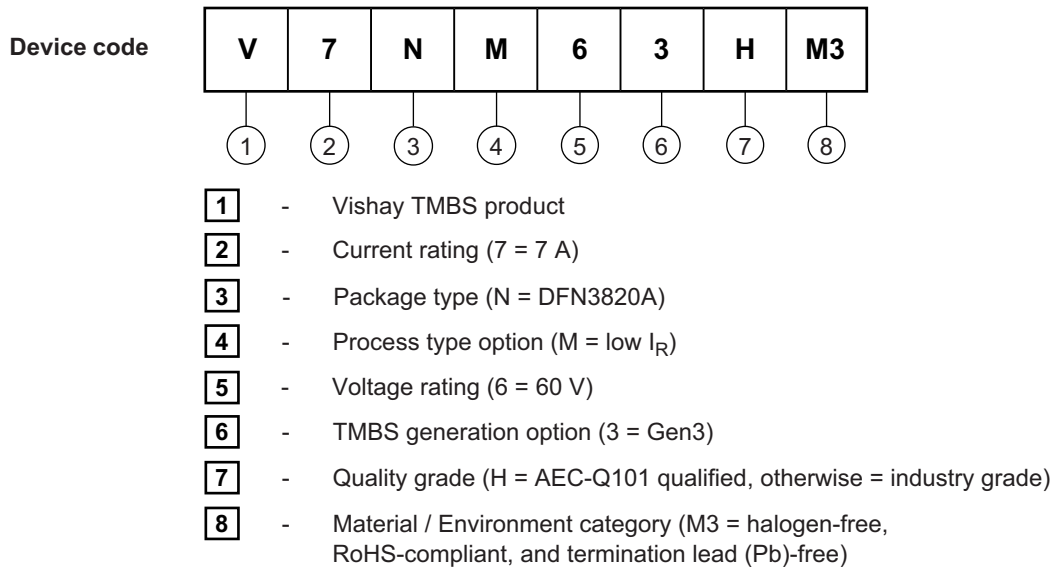 Device code
V 7 N M 6 3 H M3
1 2 3 4 5 6 7 8
1 - Vishay TMBS product
2 - Current rating (7 = 7 A)
3 - Package type (N = DFN3820A)
4 - Process type option (M = low IR)
5 - Voltage rating (6 = 60 V)
6 - TMBS generation option (3 = Gen3)
7 - Quality grade (H = AEC-Q101 qualified, otherwise = industry grade)
8 - Material / Environment category (M3 = halogen-free,
RoHS-compliant, and termination lead (Pb)-free)